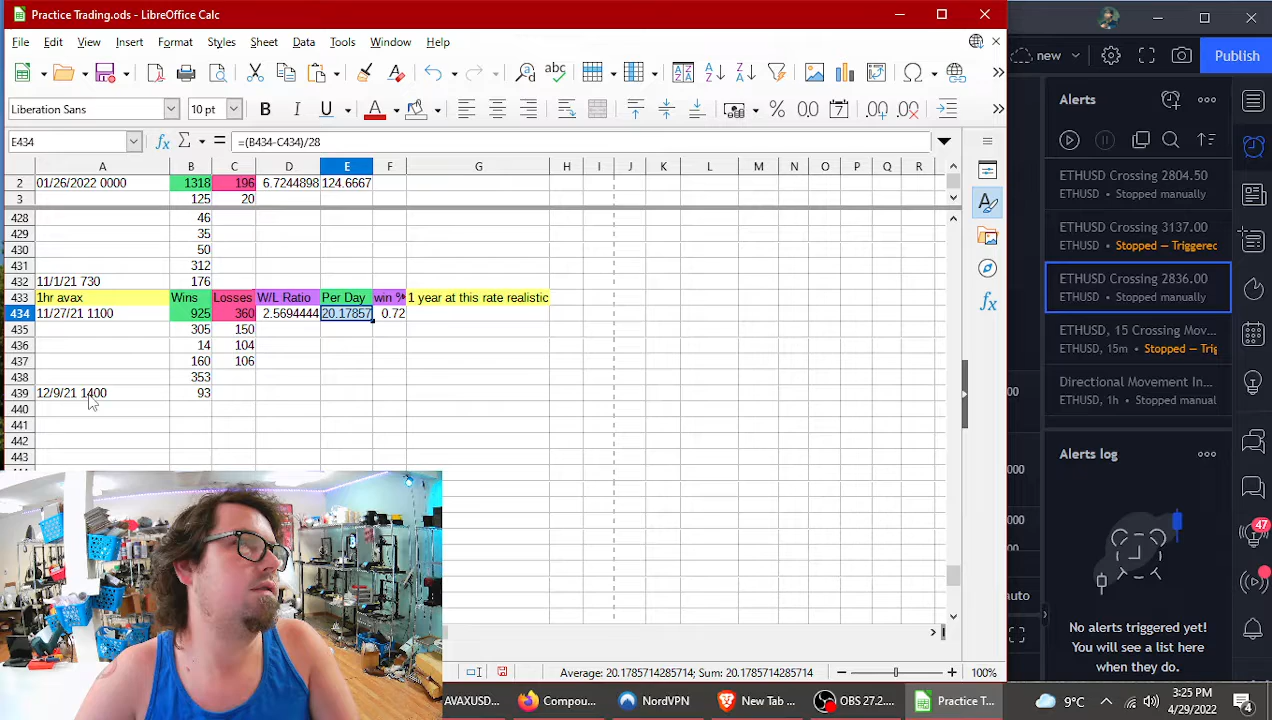 Practice Trading.ods - LibreOffice Calc
File Edit View Insert Format Styles Sheet Data Tools Window Help
new Publish
Liberation Sans 10 pt
E434 =(B434-C434)/28
A B C D E F G H I J K L M N O P Q R
2 01/26/2022 0000 1318 196 6.7244898 124.6667
3 125 20
428 46
429 35
430 50
431 312
432 11/1/21 730 176
433 1hr avax Wins Losses W/L Ratio Per Day win % 1 year at this rate realistic
434 11/27/21 1100 925 360 2.5694444 20.17857 0.72
435 305 150
436 14 104
437 160 106
438 353
439 12/9/21 1400 93
440
441
442
443
Alerts
ETHUSD Crossing 2804.50
ETHUSD • Stopped manually
ETHUSD Crossing 3137.00
ETHUSD • Stopped — Triggered
ETHUSD Crossing 2836.00
ETHUSD • Stopped manually
ETHUSD, 15 Crossing Mov...
ETHUSD, 15m • Stopped — Trig
Directional Movement In...
ETHUSD, 1h • Stopped manual
Alerts log
47
No alerts triggered yet!
You will see a list here
when they do.
auto
Average: 20.1785714285714; Sum: 20.1785714285714 100%
AVAXUSD... Compou... NordVPN New Tab ... OBS 27.2.... Practice T...
9°C 3:25 PM
4/29/2022
4